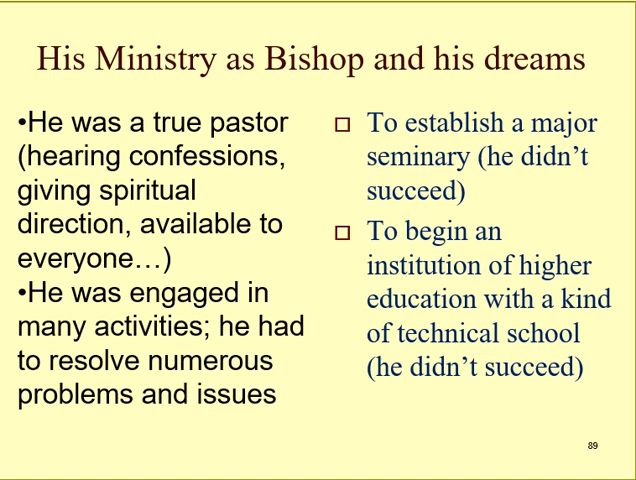 His Ministry as Bishop and his dreams
•He was a true pastor
(hearing confessions,
giving spiritual
direction, available to
everyone…)
•He was engaged in
many activities; he had
to resolve numerous
problems and issues
To establish a major
seminary (he didn’t
succeed)
To begin an
institution of higher
education with a kind
of technical school
(he didn’t succeed)
89